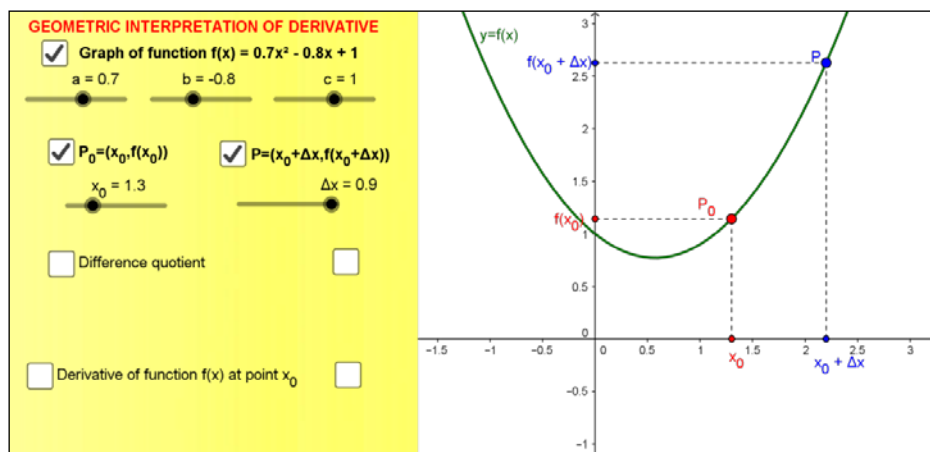 GEOMETRIC INTERPRETATION OF DERIVATIVE
Graph of function f(x) = 0.7x² - 0.8x + 1
a = 0.7 b = -0.8 c = 1
P₀=(x₀,f(x₀)) P=(x₀+Δx,f(x₀+Δx))
x₀ = 1.3 Δx = 0.9
Difference quotient
Derivative of function f(x) at point x₀
y=f(x)
3
f(x₀ + Δx)
P
2.5
2
1.5
P₀
f(x₀)
1
0.5
0
-1.5 -1 -0.5 0 0.5 1 1.5 2 2.5 3
x₀ x₀ + Δx
-0.5
-1